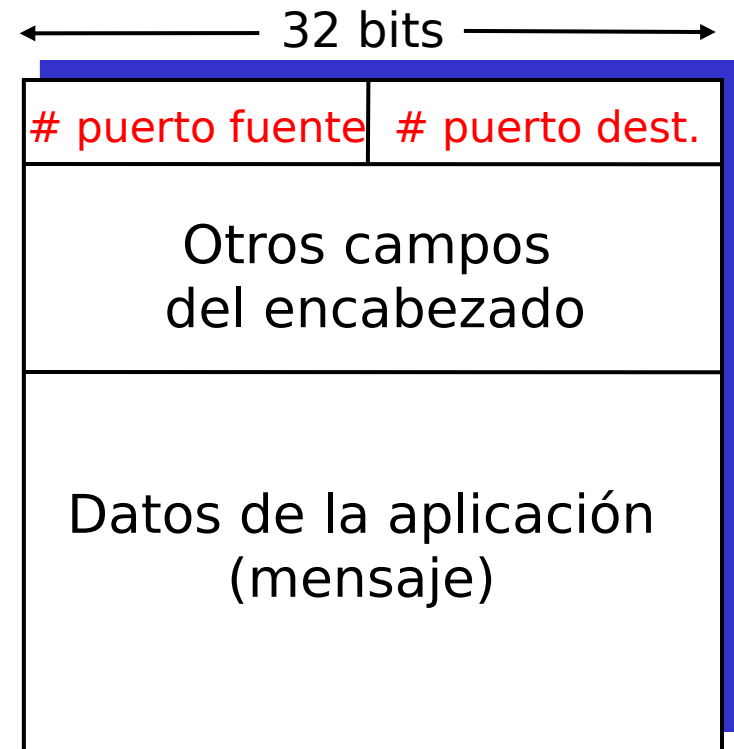 32 bits
# puerto fuente
# puerto dest.
Otros campos
del encabezado
Datos de la aplicación
(mensaje)